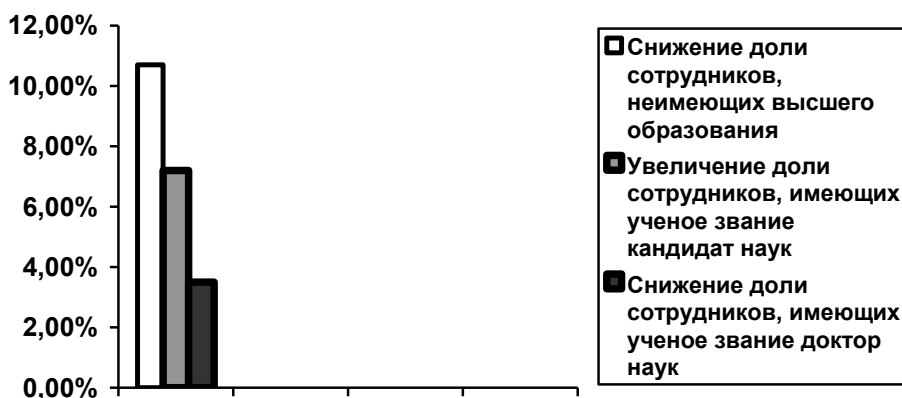 12,00%
10,00%
8,00%
6,00%
4,00%
2,00%
0,00%
Снижение доли
сотрудников,
неимеющих высшего
образования
Увеличение доли
сотрудников, имеющих
ученое звание
кандидат наук
Снижение доли
сотрудников, имеющих
ученое звание доктор
наук